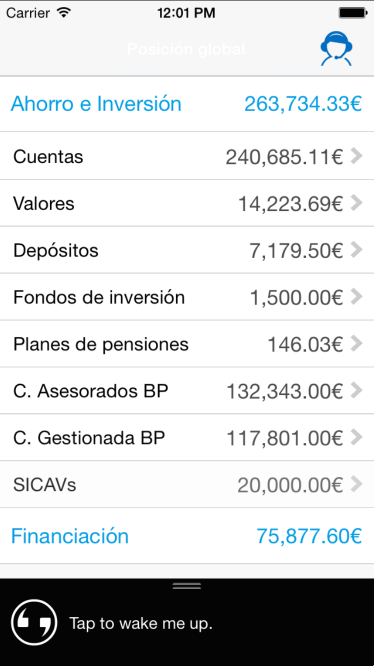 Carrier 12:01 PM
Posición global
Ahorro e Inversión 263,734.33€
Cuentas 240,685.11€
Valores 14,223.69€
Depósitos 7,179.50€
Fondos de inversión 1,500.00€
Planes de pensiones 146.03€
C. Asesorados BP 132,343.00€
C. Gestionada BP 117,801.00€
SICAVs 20,000.00€
Financiación 75,877.60€
Tap to wake me up.